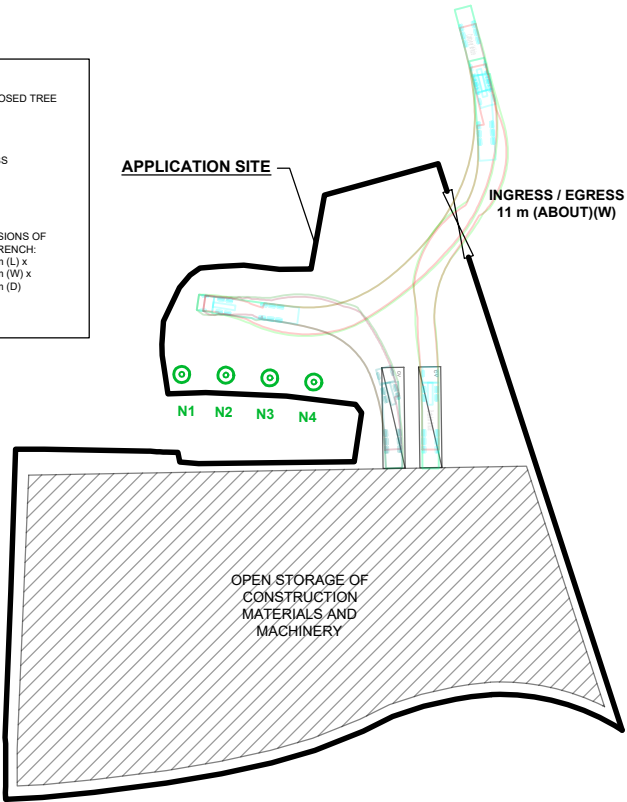 OSED TREE
SS
SIONS OF
RENCH:
m (L) x
m (W) x
m (D)
APPLICATION SITE
INGRESS / EGRESS
11 m (ABOUT)(W)
N1 N2 N3 N4
OPEN STORAGE OF
CONSTRUCTION
MATERIALS AND
MACHINERY